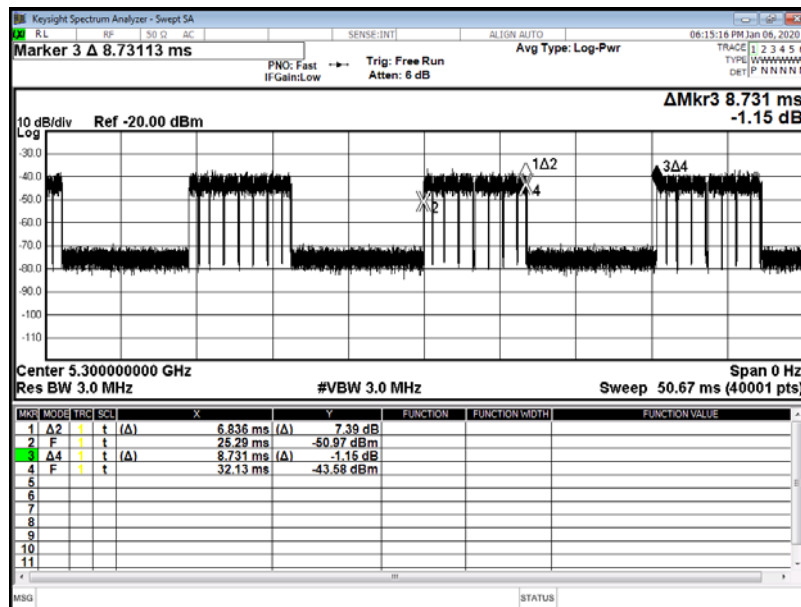 Keysight Spectrum Analyzer - Swept SA
RL RF 50 Ω AC SENSE:INT ALIGN AUTO 06:15:16 PM Jan 06, 2020
Marker 3 Δ 8.73113 ms
PNO: Fast
IFGain:Low
Trig: Free Run
Atten: 6 dB
Avg Type: Log-Pwr
TRACE 1 2 3 4 5
TYPE
DET P N N N N
ΔMkr3 8.731 ms
-1.15 dB
10 dB/div Ref -20.00 dBm
Log
-30.0
-40.0
-50.0
-60.0
-70.0
-80.0
-90.0
-100
-110
1Δ2
2
4
3Δ4
Center 5.300000000 GHz Span 0 Hz
Res BW 3.0 MHz #VBW 3.0 MHz Sweep 50.67 ms (40001 pts)
MKR MODE TRC SCL X Y FUNCTION FUNCTION WIDTH FUNCTION VALUE
1 Δ2 1 t (Δ) 6.836 ms (Δ) 7.39 dB
2 F 1 t 25.29 ms -50.97 dBm
3 Δ4 1 t (Δ) 8.731 ms (Δ) -1.15 dB
4 F 1 t 32.13 ms -43.58 dBm
5
6
7
8
9
10
11
MSG STATUS